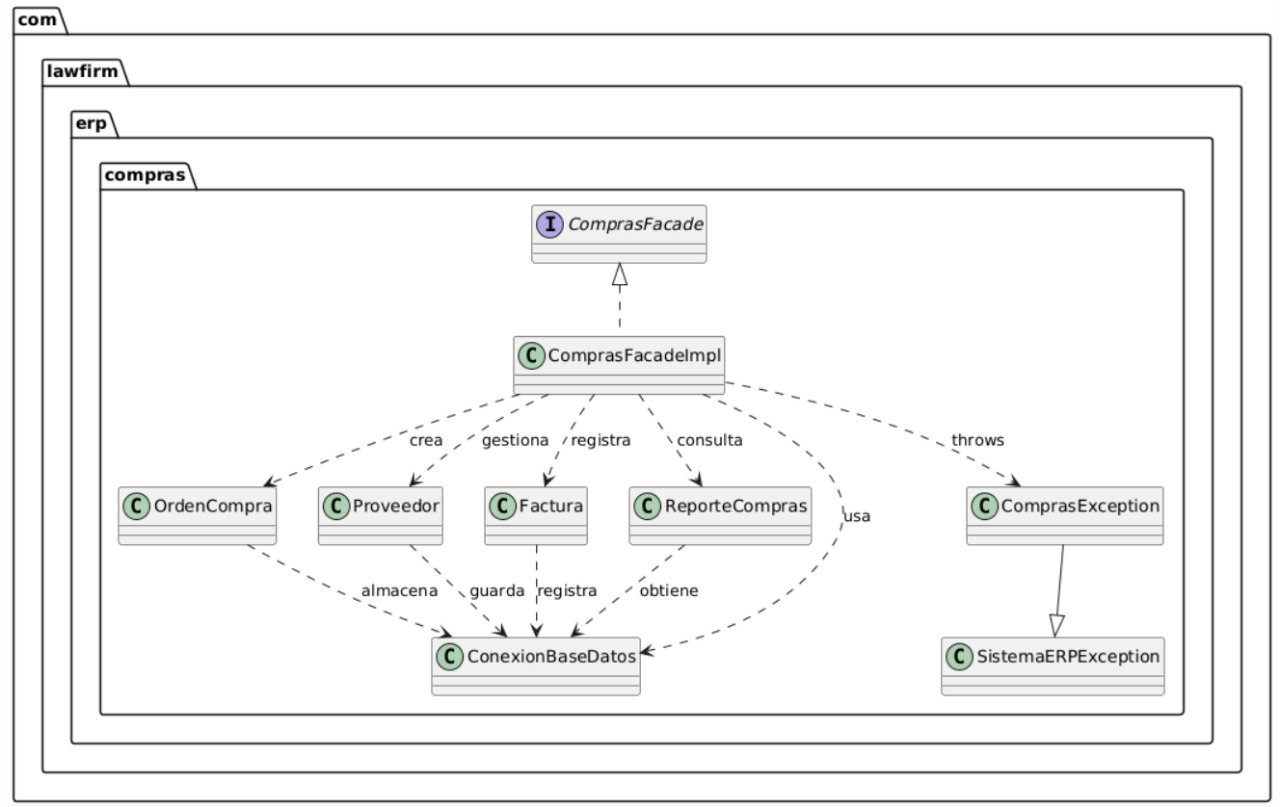 com
lawfirm
erp
compras
I ComprasFacade
C ComprasFacadeImpl
crea
gestiona
registra
consulta
throws
C OrdenCompra
C Proveedor
C Factura
C ReporteCompras
usa
C ComprasException
almacena
guarda
registra
obtiene
C ConexionBaseDatos
C SistemaERPException